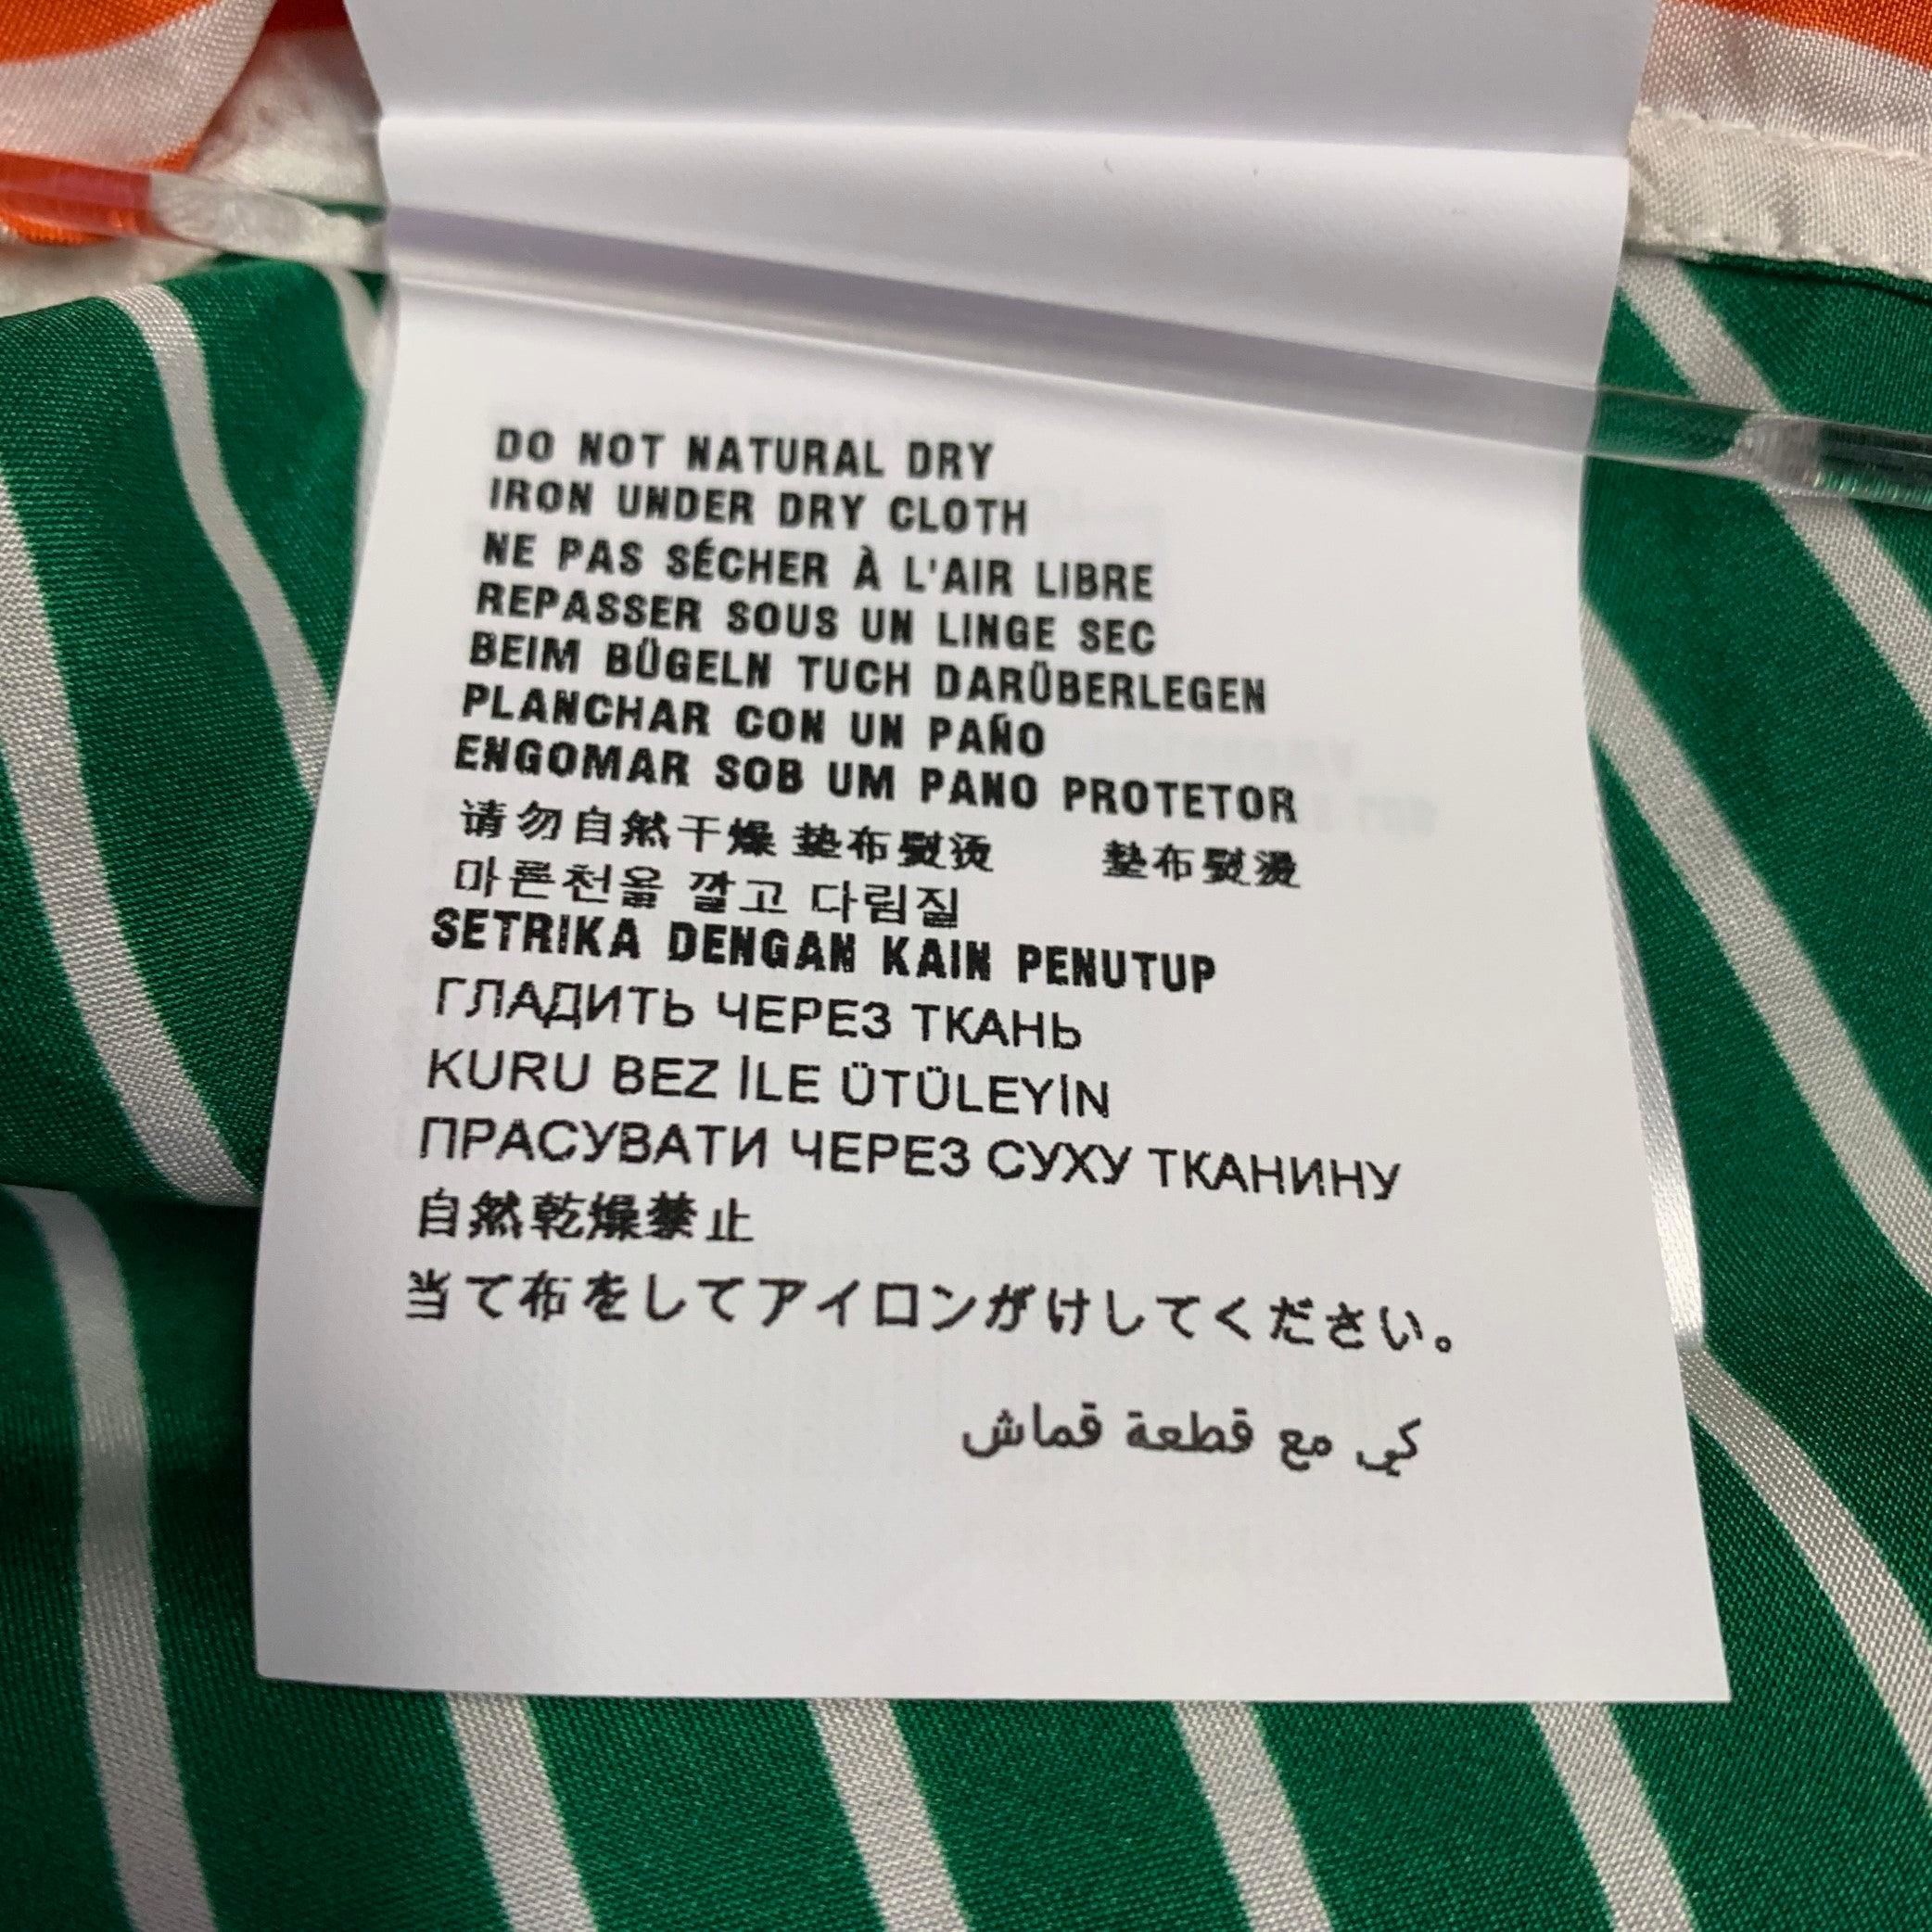 DO NOT NATURAL DRY
IRON UNDER DRY CLOTH
NE PAS SÉCHER À L'AIR LIBRE
REPASSER SOUS UN LINGE SEC
BEIM BÜGELN TUCH DARÜBERLEGEN
PLANCHAR CON UN PAÑO
ENGOMAR SOB UM PANO PROTETOR
请勿自然干燥 垫布熨烫 墊布熨燙
마른천을 깔고 다림질
SETRIKA DENGAN KAIN PENUTUP
ГЛАДИТЬ ЧЕРЕЗ ТКАНЬ
KURU BEZ İLE ÜTÜLEYİN
ПРАСУВАТИ ЧЕРЕЗ СУХУ ТКАНИНУ
自然乾燥禁止
当て布をしてアイロンがけしてください。
كي مع قطعة قماش